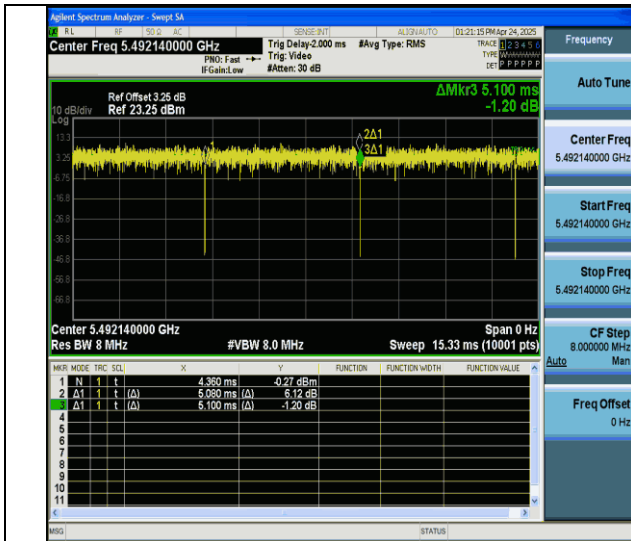 Agilent Spectrum Analyzer - Swept SA
RL RF 50 Ω AC SENSE:INT ALIGN AUTO 01:21:15 PM Apr 24, 2025
Center Freq 5.492140000 GHz
PNO: Fast
IFGain:Low
Trig Delay-2.000 ms
Trig: Video
#Atten: 30 dB
#Avg Type: RMS
TRACE 1 2 3 4 5 6
TYPE
DET P P P P P P
Ref Offset 3.25 dB
10 dB/div Ref 23.25 dBm
Log
ΔMkr3 5.100 ms
-1.20 dB
13.3
3.25
-6.75
-16.8
-26.8
-36.8
-46.8
-56.8
-66.8
2Δ1
3Δ1
Center 5.492140000 GHz Span 0 Hz
Res BW 8 MHz #VBW 8.0 MHz Sweep 15.33 ms (10001 pts)
MKR MODE TRC SCL X Y FUNCTION FUNCTION WIDTH FUNCTION VALUE
1 N 1 t 4.360 ms -0.27 dBm
2 Δ1 1 t (Δ) 5.080 ms (Δ) 6.12 dB
3 Δ1 1 t (Δ) 5.100 ms (Δ) -1.20 dB
4
5
6
7
8
9
10
11
MSG STATUS
Frequency
Auto Tune
Center Freq
5.492140000 GHz
Start Freq
5.492140000 GHz
Stop Freq
5.492140000 GHz
CF Step
8.000000 MHz
Auto Man
Freq Offset
0 Hz